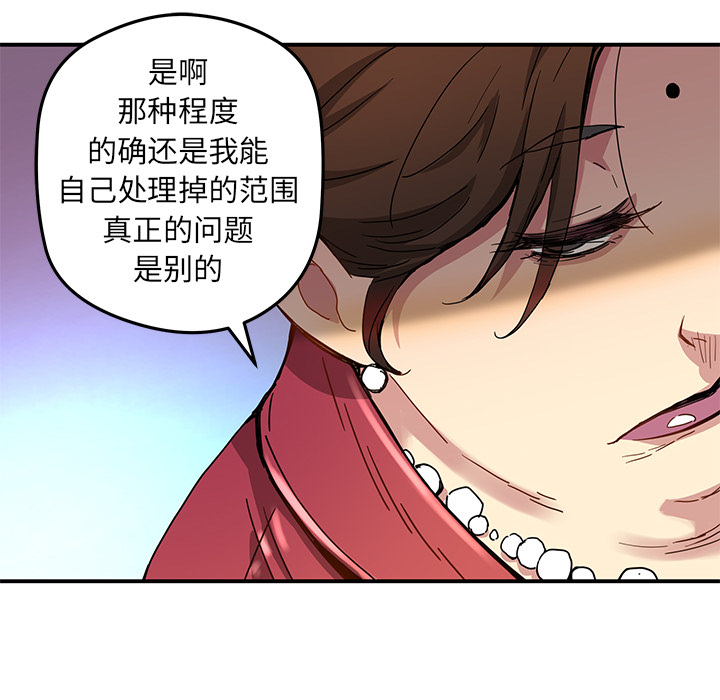 是啊
那种程度
的确还是我能
自己处理掉的范围
真正的问题
是别的